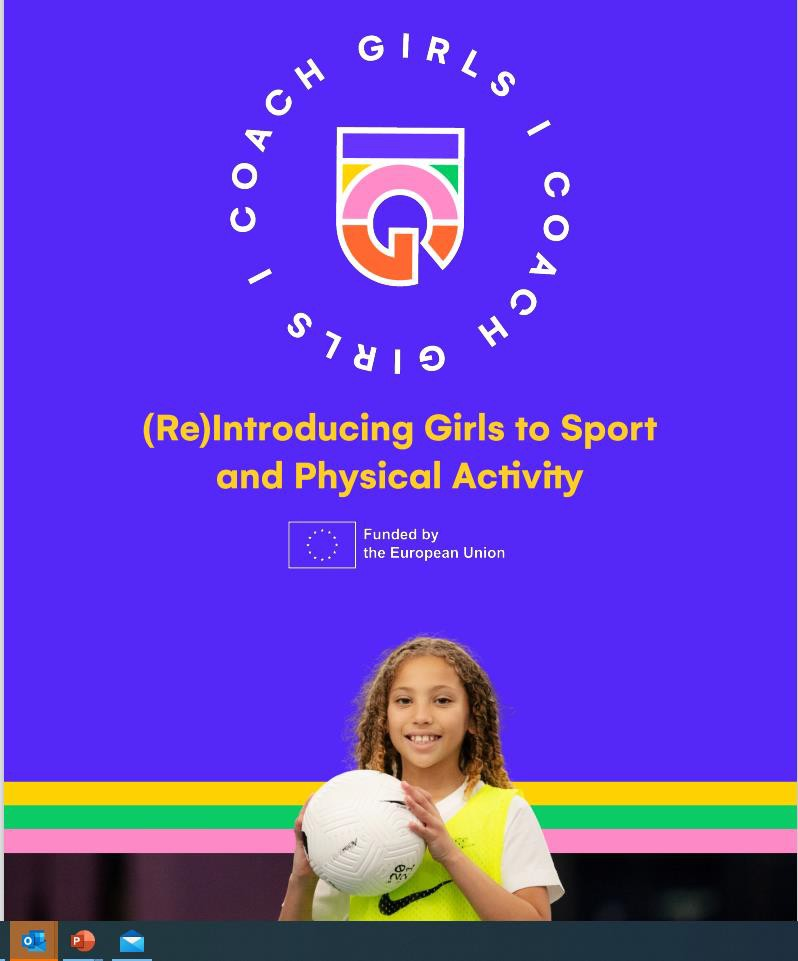 I COACH GIRLS I COACH GIRLS
(Re)Introducing Girls to Sport
and Physical Activity
Funded by
the European Union